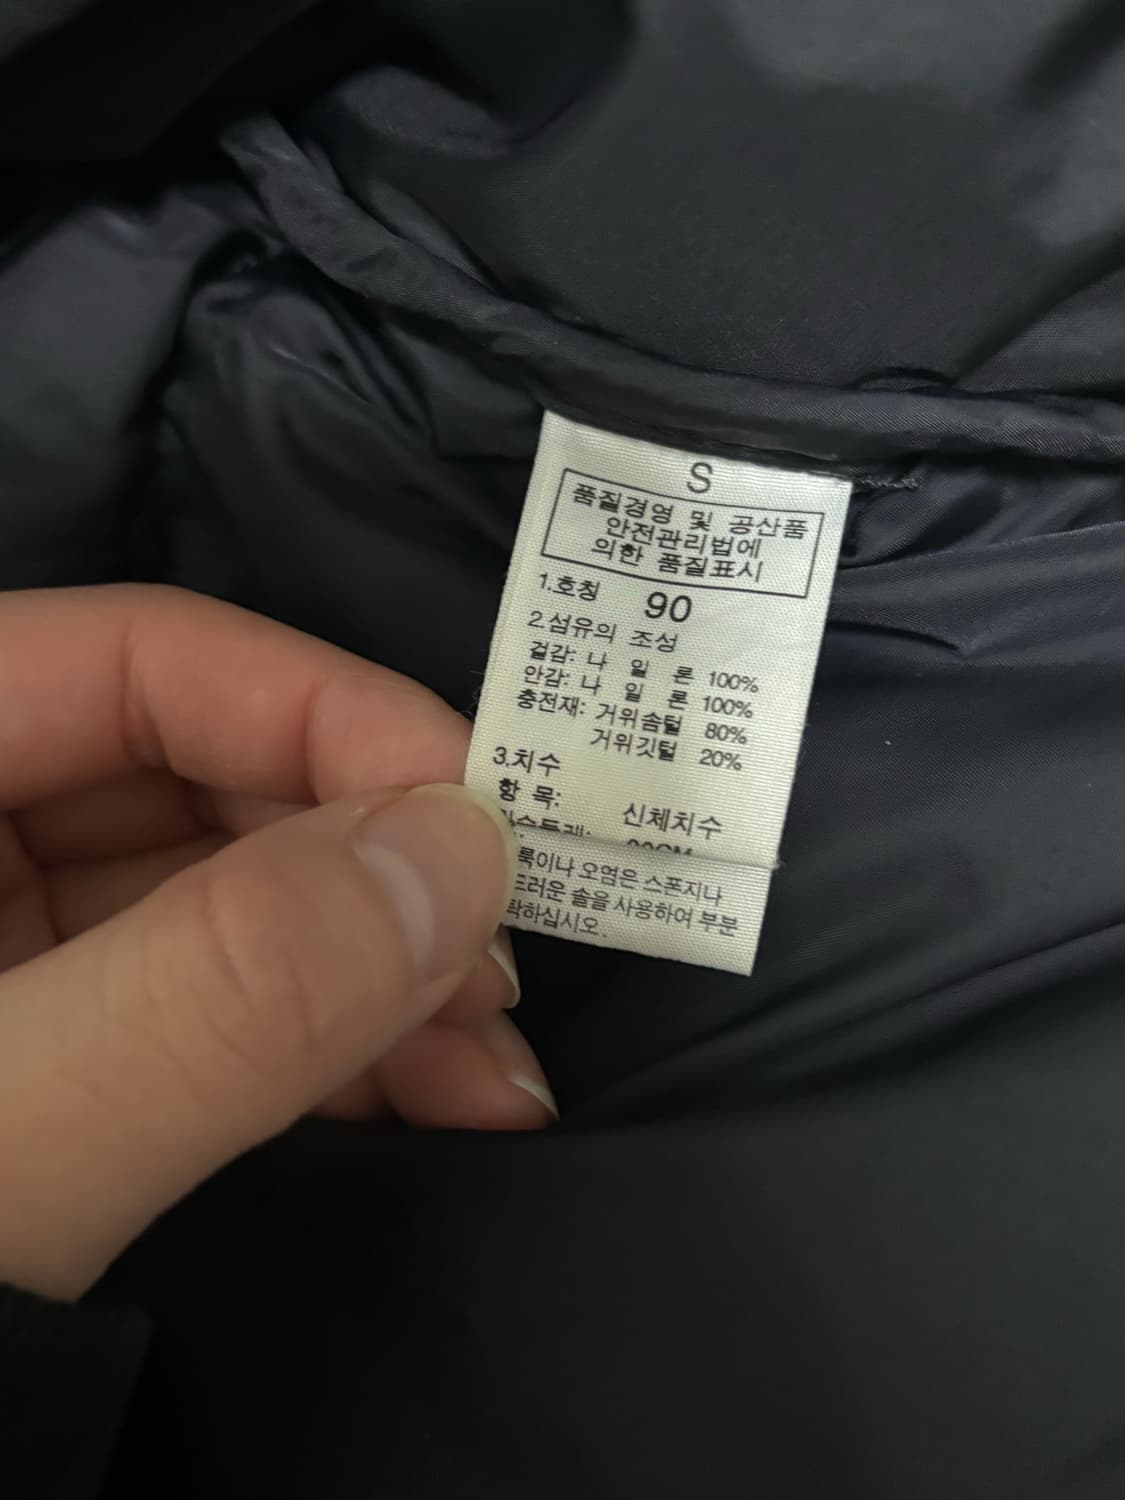 S
품질경영 및 공산품
안전관리법에
의한 품질표시
1.호칭 90
2.섬유의 조성
겉감: 나 일 론 100%
안감: 나 일 론 100%
충전재: 거위솜털 80%
거위깃털 20%
3.치수
항 목: 신체치수
룩이나 오염은 스폰지나
드러운 솔을 사용하여 부분
탁하십시오.